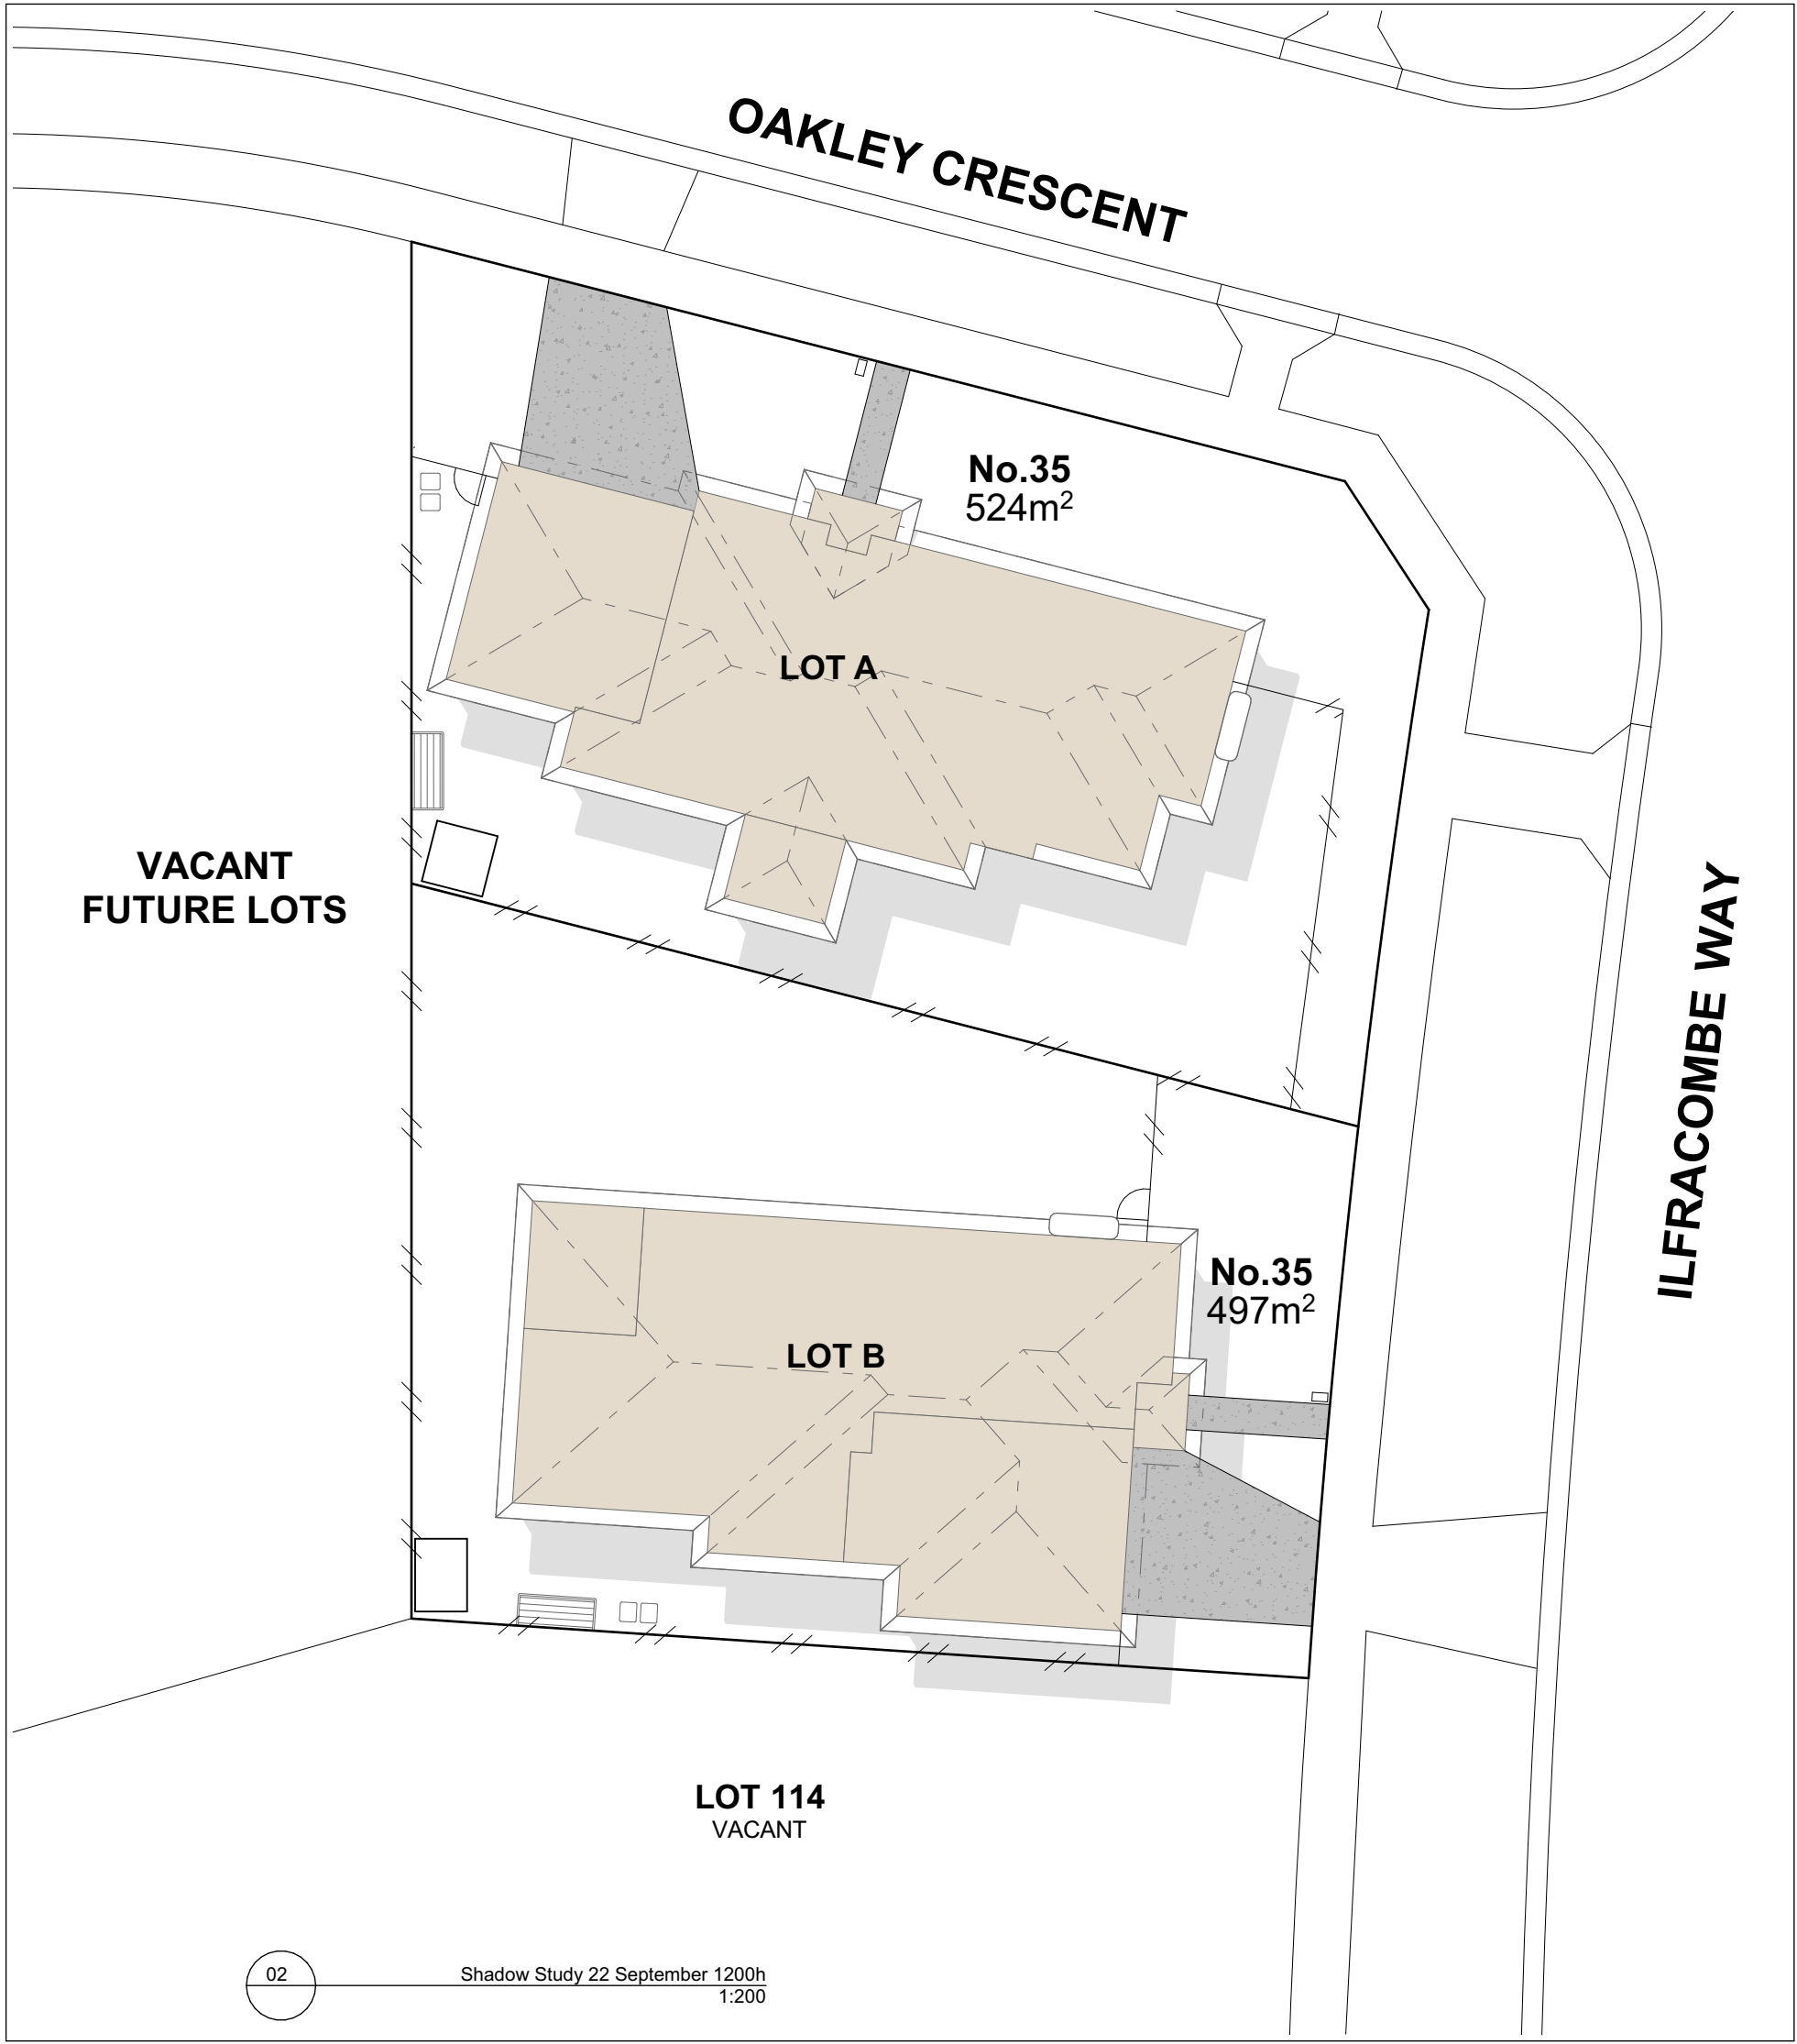 OAKLEY CRESCENT
No.35
524m²
LOT A
VACANT
FUTURE LOTS
ILFRACOMBE WAY
No.35
497m²
LOT B
LOT 114
VACANT
02
Shadow Study 22 September 1200h
1:200